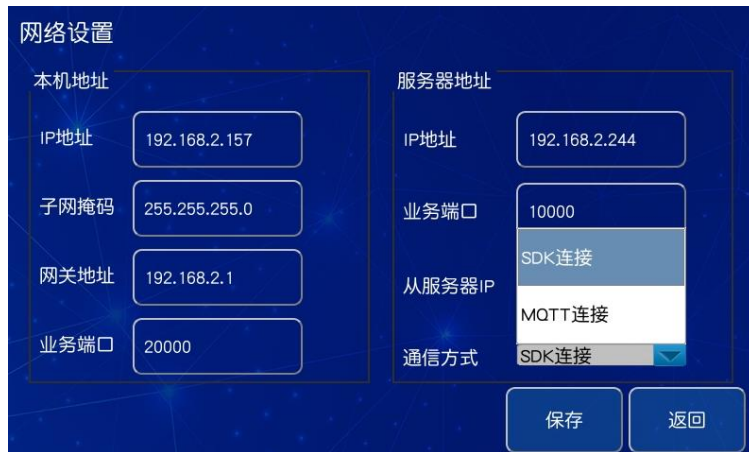 网络设置
本机地址
IP地址 192.168.2.157
子网掩码 255.255.255.0
网关地址 192.168.2.1
业务端口 20000
服务器地址
IP地址 192.168.2.244
业务端口 10000
从服务器IP
SDK连接
MQTT连接
通信方式 SDK连接
保存 返回